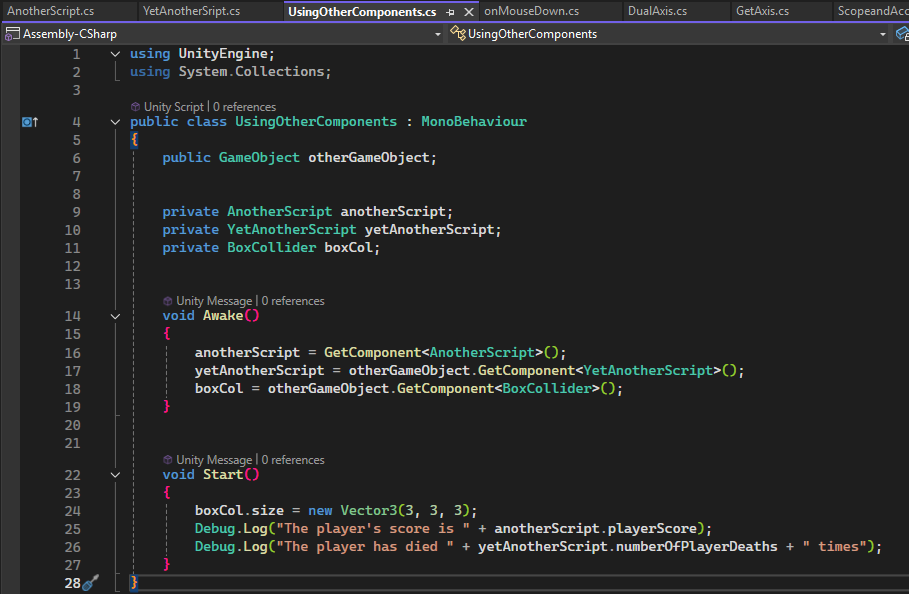 AnotherScript.cs YetAnotherSript.cs UsingOtherComponents.cs onMouseDown.cs DualAxis.cs GetAxis.cs ScopeandAcc
Assembly-CSharp UsingOtherComponents
1 using UnityEngine;
2 using System.Collections;
3
Unity Script | 0 references
4 public class UsingOtherComponents : MonoBehaviour
5 {
6 public GameObject otherGameObject;
7
8
9 private AnotherScript anotherScript;
10 private YetAnotherScript yetAnotherScript;
11 private BoxCollider boxCol;
12
13
Unity Message | 0 references
14 void Awake()
15 {
16 anotherScript = GetComponent<AnotherScript>();
17 yetAnotherScript = otherGameObject.GetComponent<YetAnotherScript>();
18 boxCol = otherGameObject.GetComponent<BoxCollider>();
19 }
20
21
Unity Message | 0 references
22 void Start()
23 {
24 boxCol.size = new Vector3(3, 3, 3);
25 Debug.Log("The player's score is " + anotherScript.playerScore);
26 Debug.Log("The player has died " + yetAnotherScript.numberOfPlayerDeaths + " times");
27 }
28 }